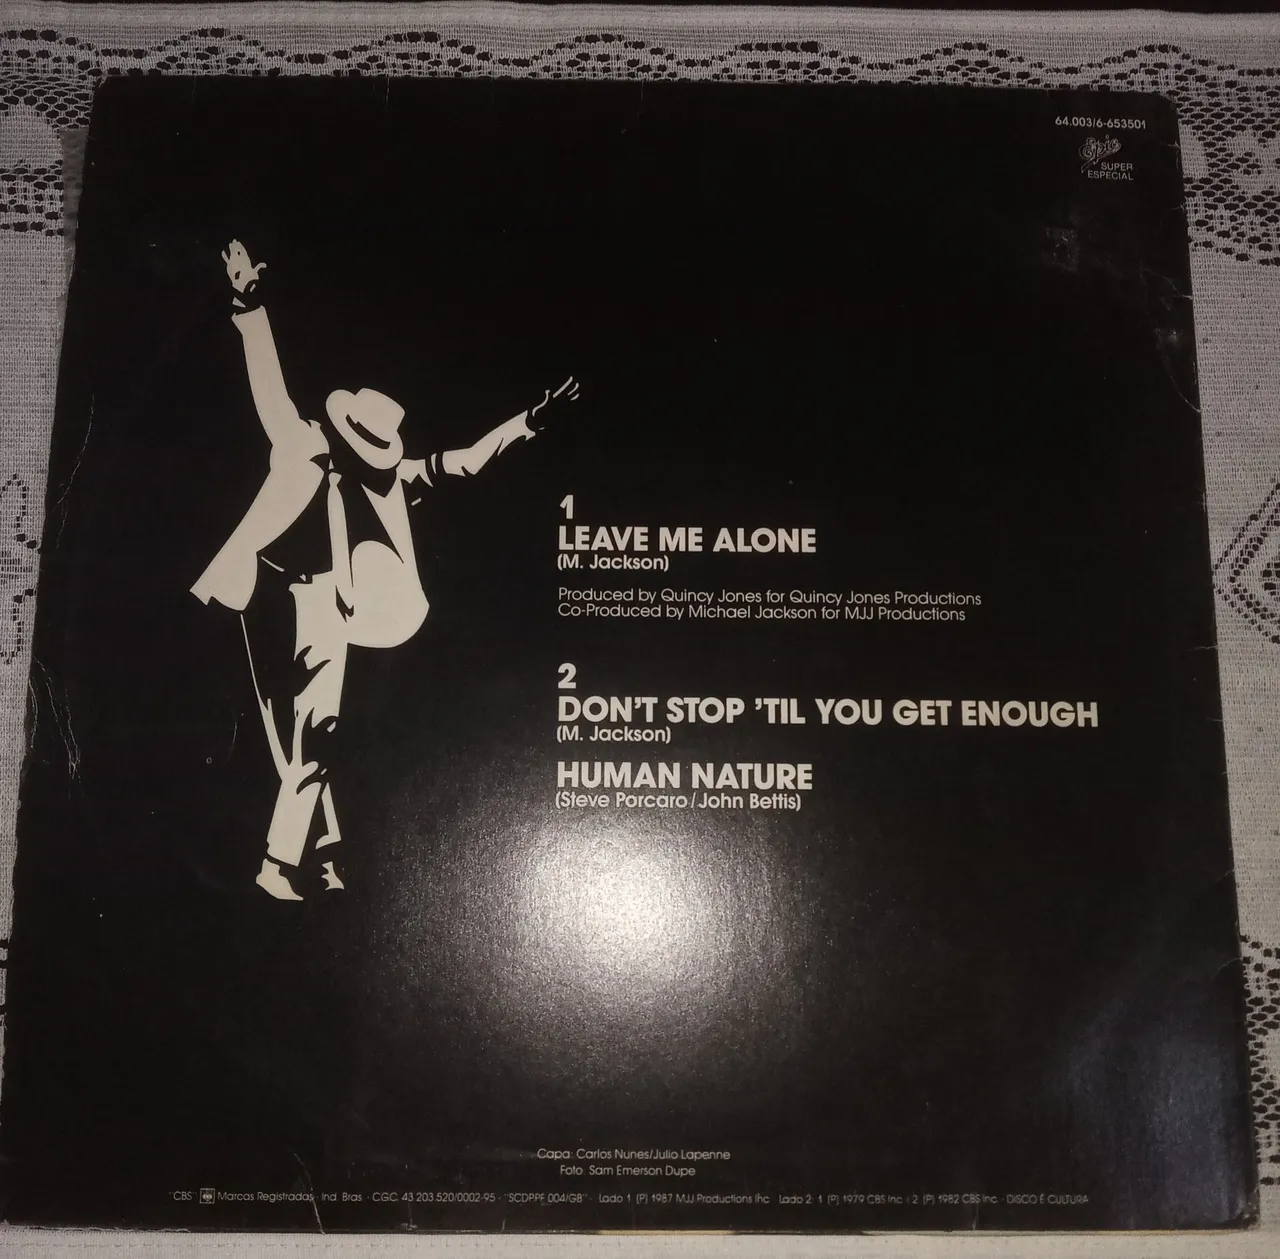 64.003/6-653501
Epic
SUPER
ESPECIAL
1
LEAVE ME ALONE
(M. Jackson)
Produced by Quincy Jones for Quincy Jones Productions
Co-Produced by Michael Jackson for MJJ Productions
2
DON'T STOP 'TIL YOU GET ENOUGH
(M. Jackson)
HUMAN NATURE
(Steve Porcaro/John Bettis)
Capa: Carlos Nunes/Julio Lapenne
Foto: Sam Emerson Dupe
"CBS" Marcas Registradas · Ind. Bras. · CGC. 43.203.520/0002-95 · "SCDPPF 004/GB" · Lado 1 (P) 1987 MJJ Productions Inc. Lado 2: 1 (P) 1979 CBS Inc. / 2 (P) 1982 CBS Inc. · DISCO É CULTURA